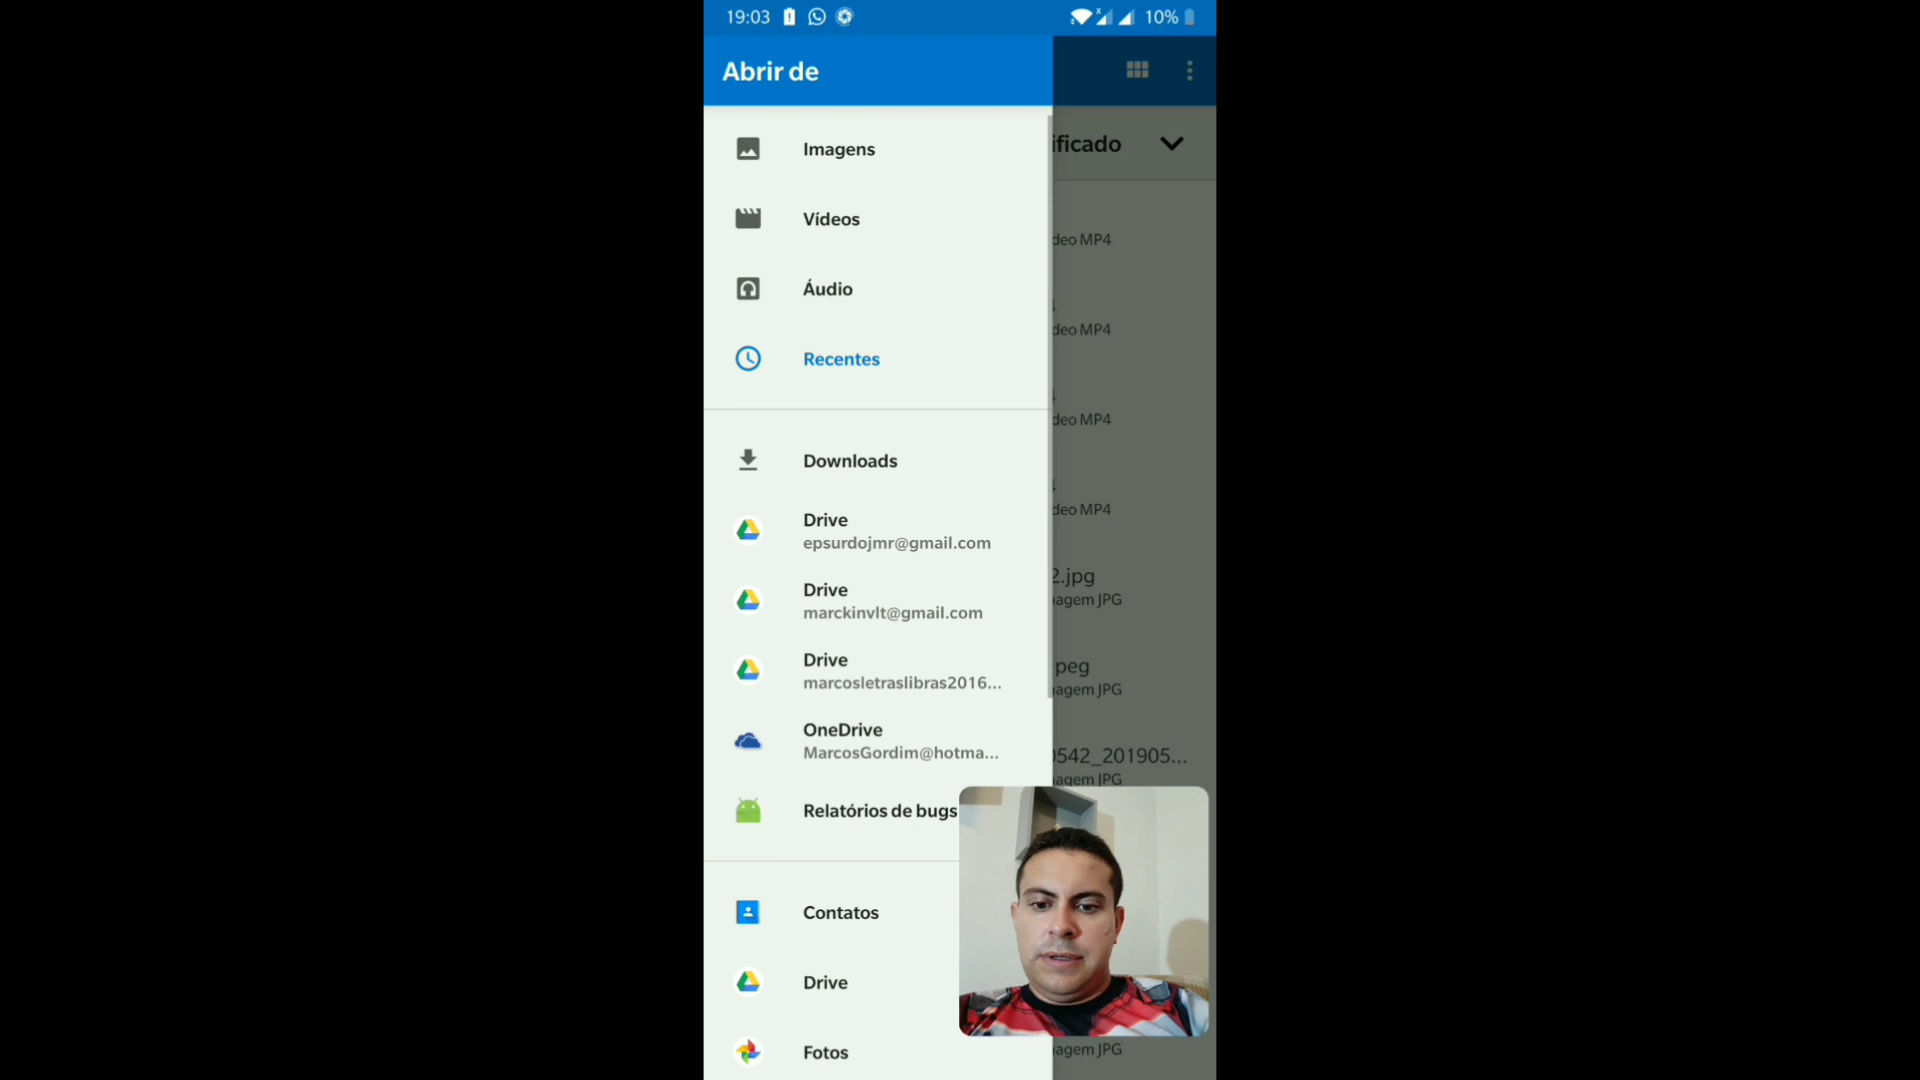 19:03
10%
Abrir de
Imagens
Vídeos
Áudio
Recentes
Downloads
Drive
epsurdojmr@gmail.com
Drive
marckinvlt@gmail.com
Drive
marcosletraslibras2016...
OneDrive
MarcosGordim@hotma...
Relatórios de bugs
Contatos
Drive
Fotos
ificado
deo MP4
deo MP4
deo MP4
deo MP4
2.jpg
agem JPG
peg
agem JPG
0542_201905...
agem JPG
agem JPG